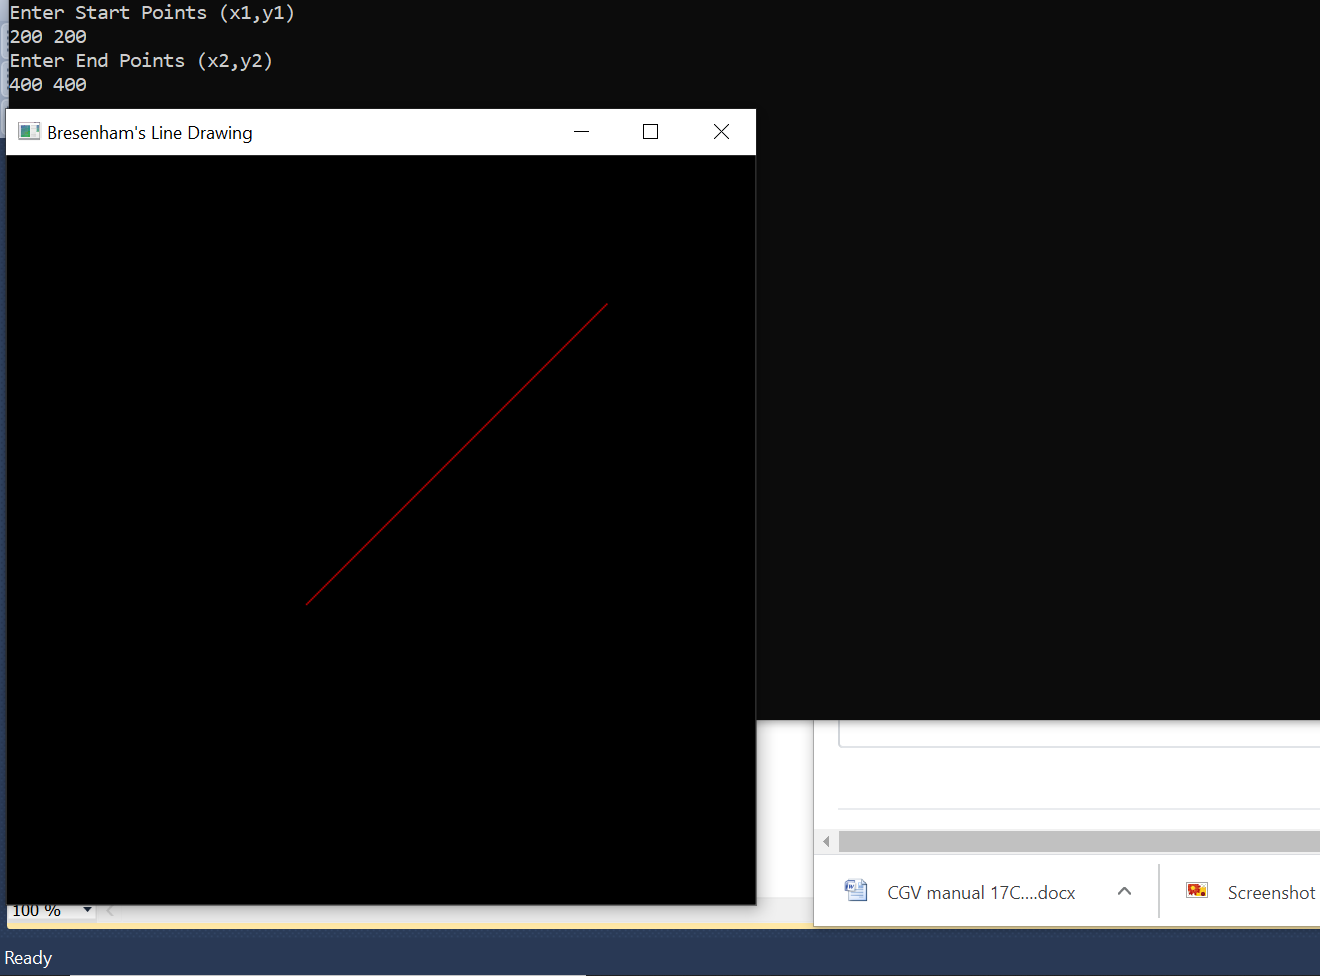 Enter Start Points (x1,y1)
200 200
Enter End Points (x2,y2)
400 400
Bresenham's Line Drawing
100 %
CGV manual 17C....docx
Screenshot
Ready